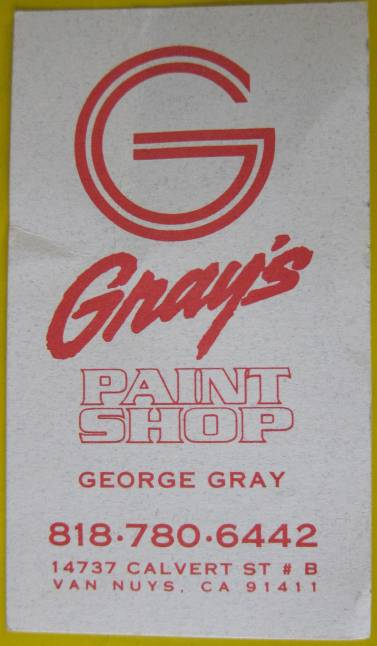 G
Gray's
PAINT
SHOP
GEORGE GRAY
818·780·6442
14737 CALVERT ST # B
VAN NUYS, CA 91411